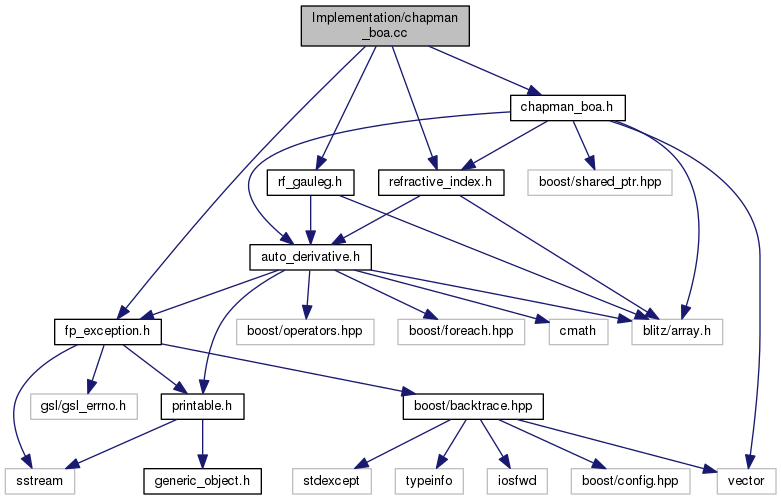 Implementation/chapman
_boa.cc
chapman_boa.h
rf_gauleg.h
refractive_index.h
boost/shared_ptr.hpp
auto_derivative.h
fp_exception.h
boost/operators.hpp
boost/foreach.hpp
cmath
blitz/array.h
gsl/gsl_errno.h
printable.h
boost/backtrace.hpp
sstream
generic_object.h
stdexcept
typeinfo
iosfwd
boost/config.hpp
vector